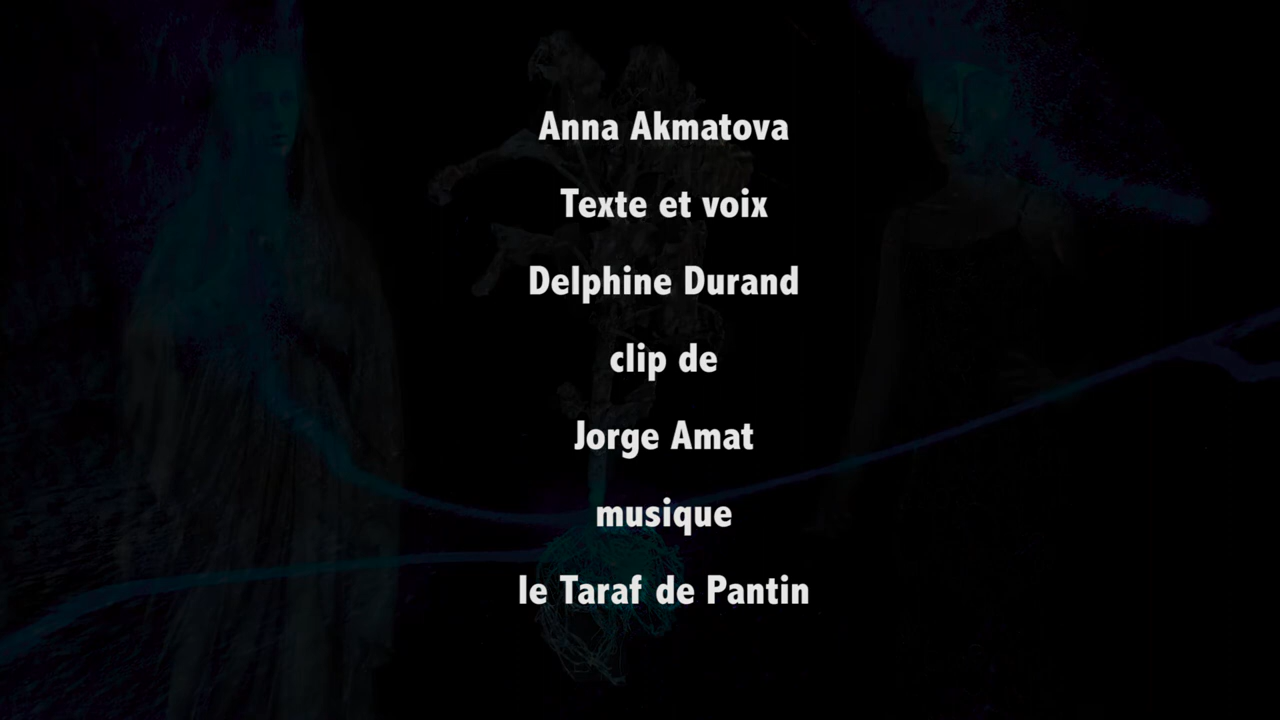 Anna Akmatova
Texte et voix
Delphine Durand
clip de
Jorge Amat
musique
le Taraf de Pantin